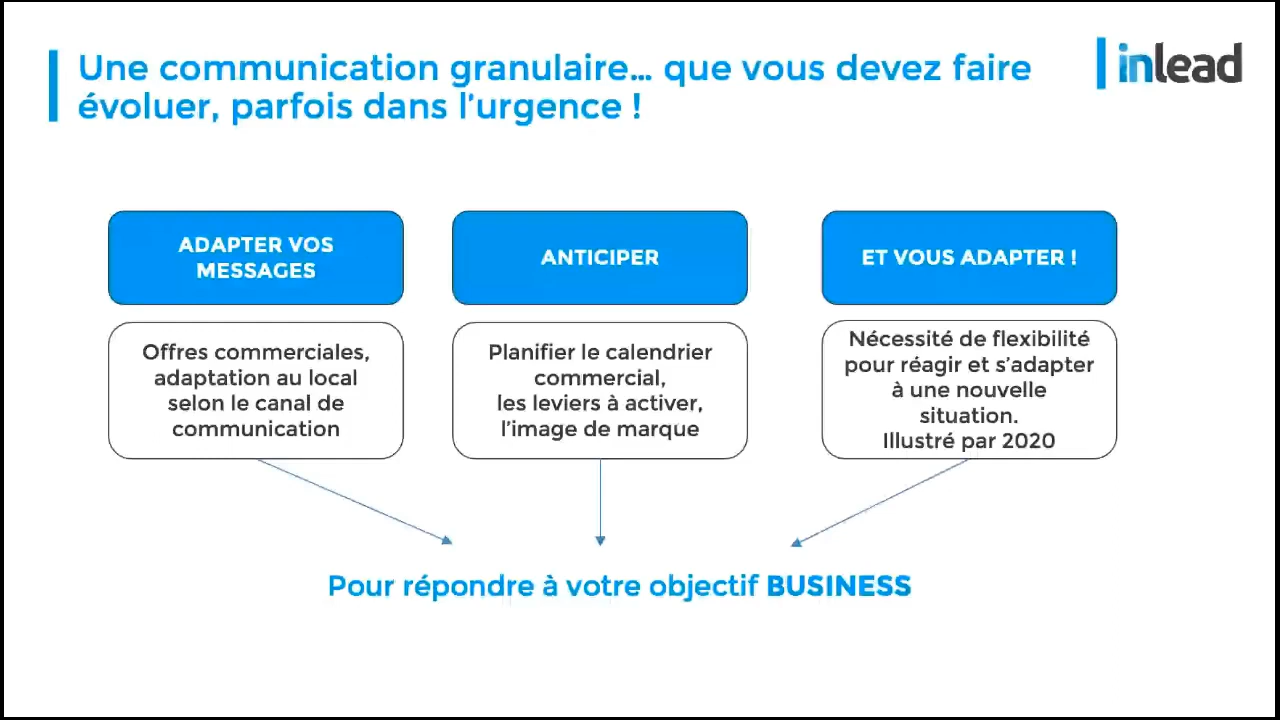 Une communication granulaire... que vous devez faire
évoluer, parfois dans l'urgence !
inlead
ADAPTER VOS
MESSAGES
Offres commerciales,
adaptation au local
selon le canal de
communication
ANTICIPER
Planifier le calendrier
commercial,
les leviers à activer,
l'image de marque
ET VOUS ADAPTER !
Nécessité de flexibilité
pour réagir et s'adapter
à une nouvelle
situation.
Illustré par 2020
Pour répondre à votre objectif BUSINESS